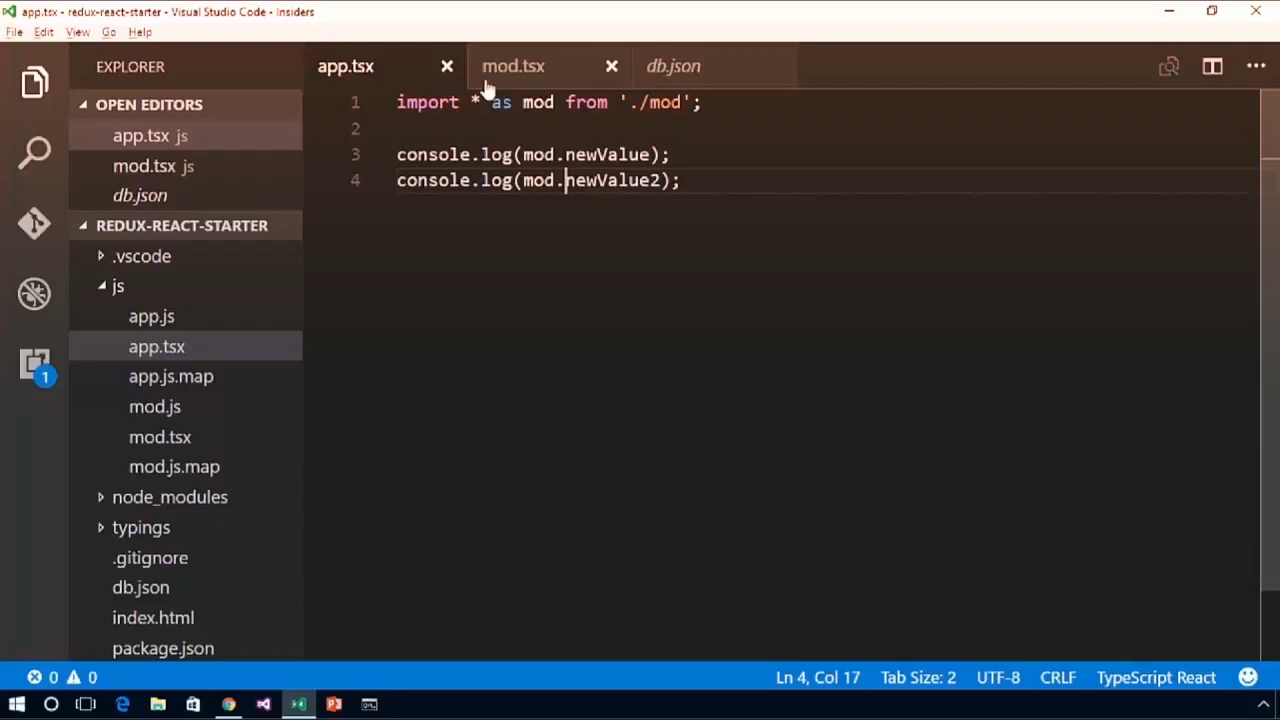 app.tsx - redux-react-starter - Visual Studio Code - Insiders
File Edit View Go Help
EXPLORER
OPEN EDITORS
app.tsx js
mod.tsx js
db.json
REDUX-REACT-STARTER
.vscode
js
app.js
app.tsx
app.js.map
mod.js
mod.tsx
mod.js.map
node_modules
typings
.gitignore
db.json
index.html
package.json
1
app.tsx mod.tsx db.json
1 import * as mod from './mod';
2
3 console.log(mod.newValue);
4 console.log(mod.newValue2);
0 0 Ln 4, Col 17 Tab Size: 2 UTF-8 CRLF TypeScript React